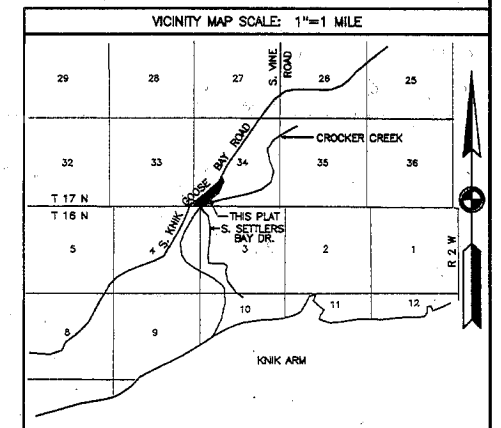 VICINITY MAP SCALE: 1"=1 MILE
29
28
27
S. VINE ROAD
26
25
CROCKER CREEK
32
33
34
35
36
S. KNIK GOOSE BAY ROAD
T 17 N
T 16 N
THIS PLAT
S. SETTLERS
BAY DR.
5
4
3
2
1
R 2 W
8
9
10
11
12
KNIK ARM